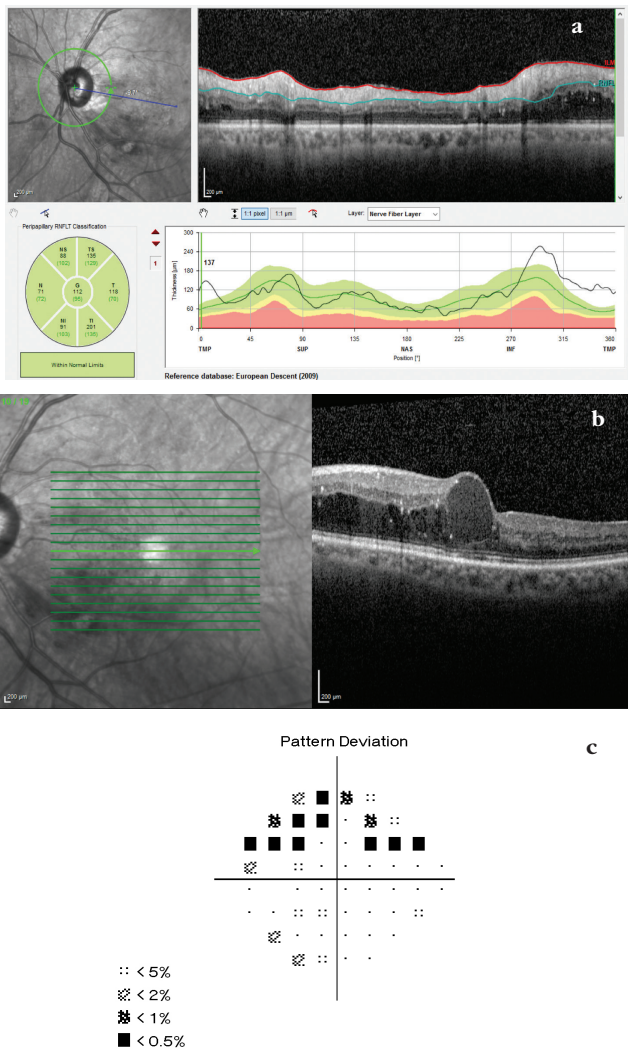 a
ILM
RNFL
200 µm
200 µm
1:1 pixel 1:1 µm Layer: Nerve Fiber Layer
Peripapillary RNFLT Classification
NS
88
(102)
TS
135
(129)
N
71
(72)
G
112
(95)
T
118
(70)
NI
91
(103)
TI
201
(136)
Within Normal Limits
1
Thickness [µm]
300
240
180
120
60
0
137
0 45 90 135 180 225 270 315 360
TMP SUP NAS INF TMP
Position [°]
Reference database: European Descent (2009)
b
200 µm
200 µm
c
Pattern Deviation
< 5%
< 2%
< 1%
< 0.5%